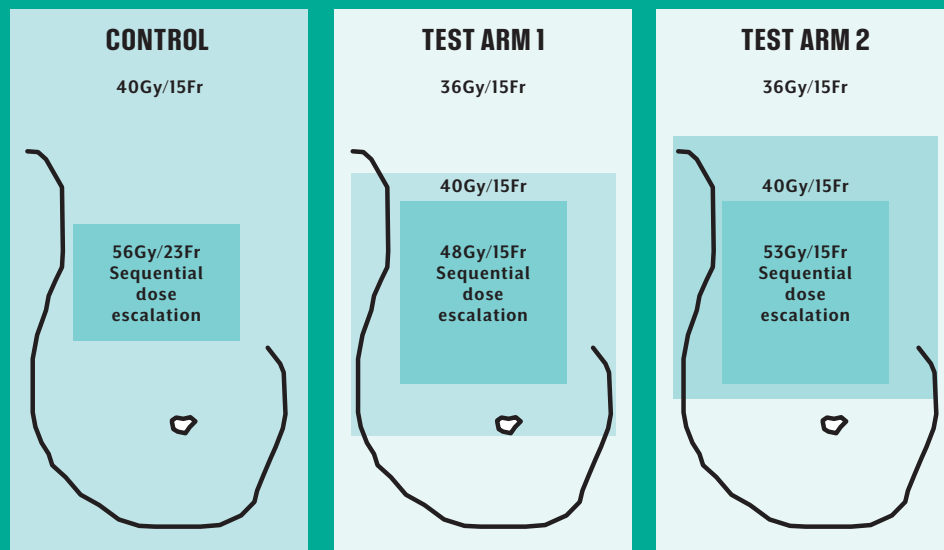 CONTROL
40Gy/15Fr
56Gy/23Fr
Sequential
dose
escalation
TEST ARM 1
36Gy/15Fr
40Gy/15Fr
48Gy/15Fr
Sequential
dose
escalation
TEST ARM 2
36Gy/15Fr
40Gy/15Fr
53Gy/15Fr
Sequential
dose
escalation